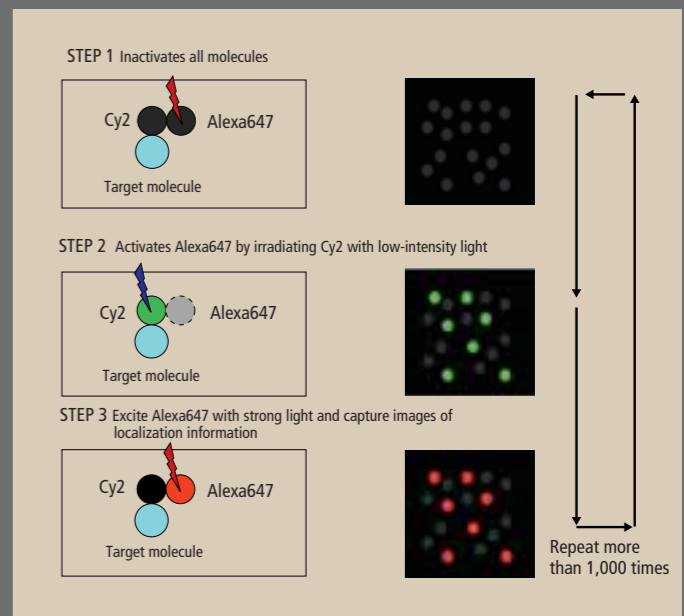 STEP 1 Inactivates all molecules
Cy2
Alexa647
Target molecule
STEP 2 Activates Alexa647 by irradiating Cy2 with low-intensity light
Cy2
Alexa647
Target molecule
STEP 3 Excite Alexa647 with strong light and capture images of
localization information
Cy2
Alexa647
Target molecule
Repeat more
than 1,000 times